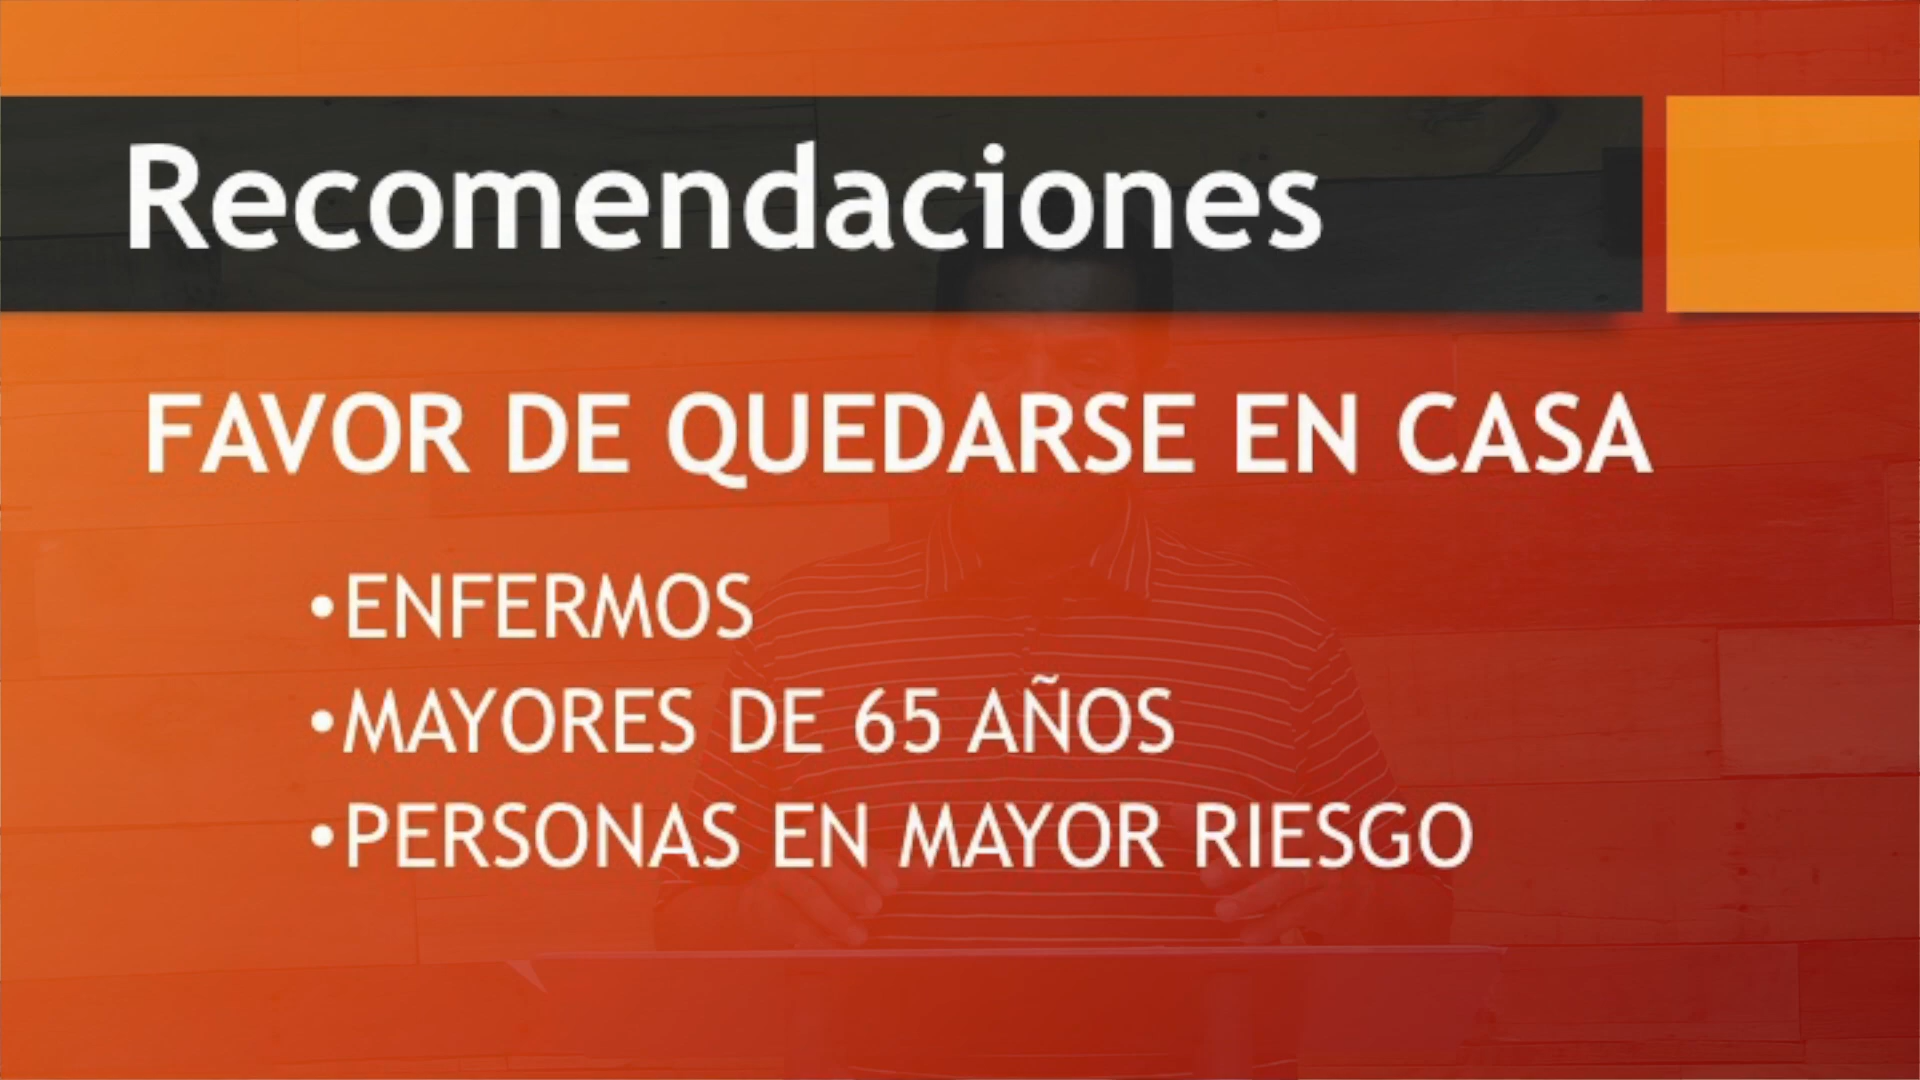 Recomendaciones
FAVOR DE QUEDARSE EN CASA
•ENFERMOS
•MAYORES DE 65 AÑOS
•PERSONAS EN MAYOR RIESGO